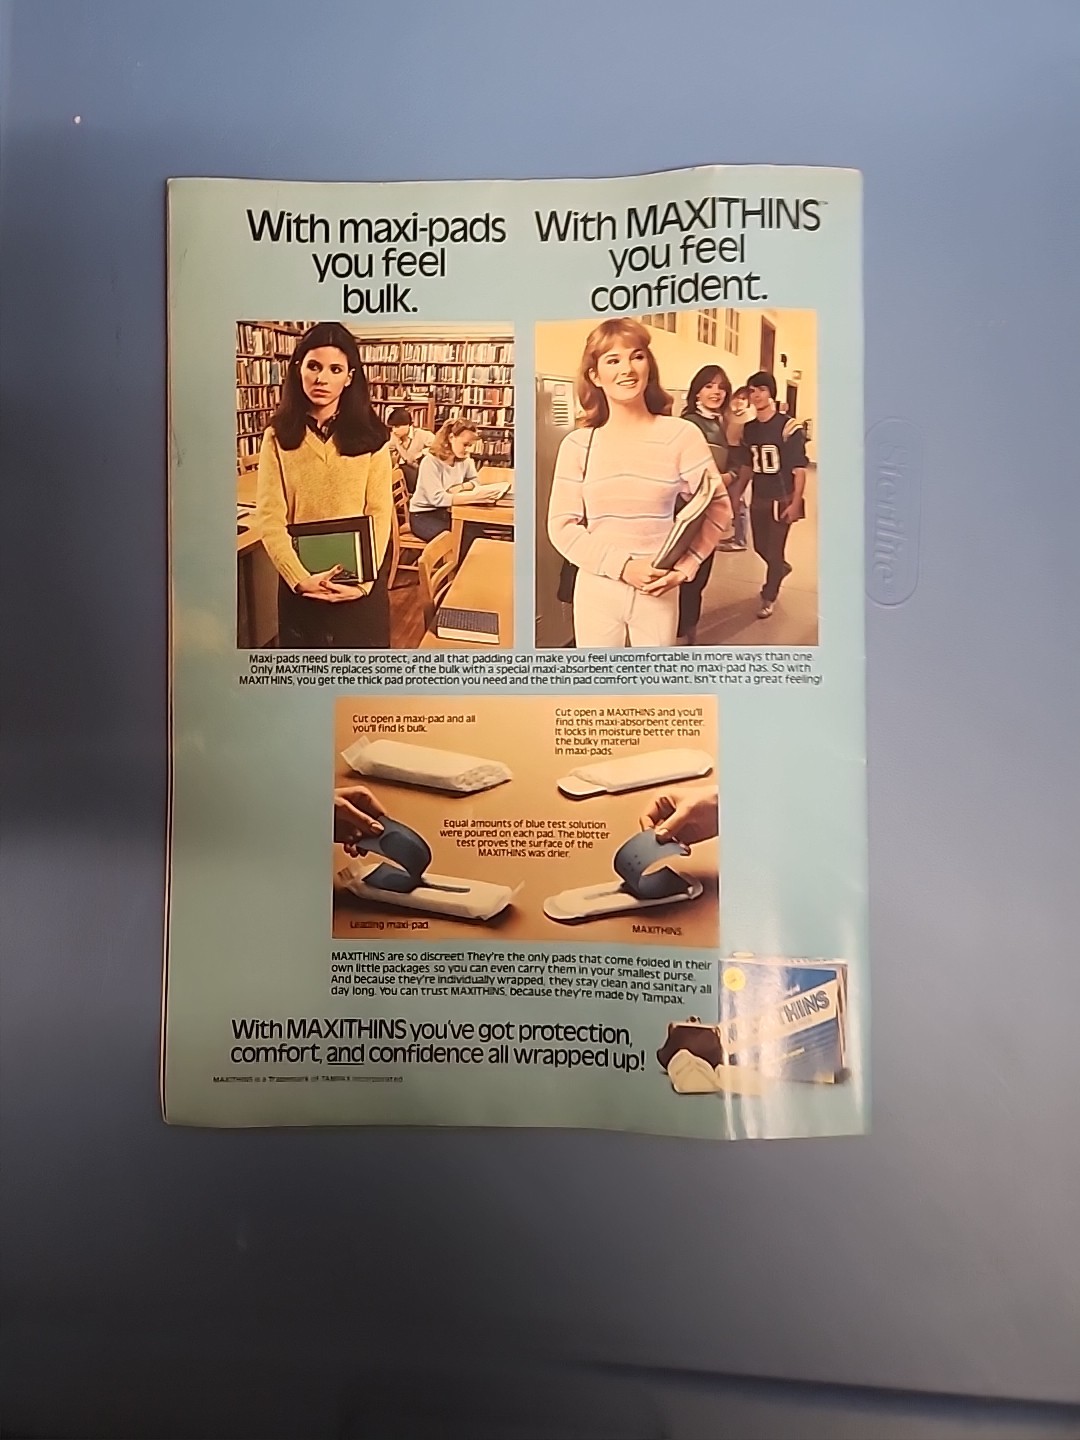 With maxi-pads
you feel
bulk.
With MAXITHINS™
you feel
confident.
10
Maxi-pads need bulk to protect, and all that padding can make you feel uncomfortable in more ways than one.
Only MAXITHINS replaces some of the bulk with a special maxi-absorbent center that no maxi-pad has. So with
MAXITHINS, you get the thick pad protection you need and the thin pad comfort you want. Isn't that a great feeling!
Cut open a maxi-pad and all
you'll find is bulk.
Cut open a MAXITHINS and you'll
find this maxi-absorbent center.
It locks in moisture better than
the bulky material
in maxi-pads.
Equal amounts of blue test solution
were poured on each pad. The blotter
test proves the surface of the
MAXITHINS was drier.
Leading maxi-pad.
MAXITHINS.
MAXITHINS are so discreet! They're the only pads that come folded in their
own little packages so you can even carry them in your smallest purse.
And because they're individually wrapped, they stay clean and sanitary all
day long. You can trust MAXITHINS, because they're made by Tampax.
With MAXITHINS you've got protection,
comfort, and confidence all wrapped up!
MAXITHINS is a Trademark of TAMPAX Incorporated
Sterilite